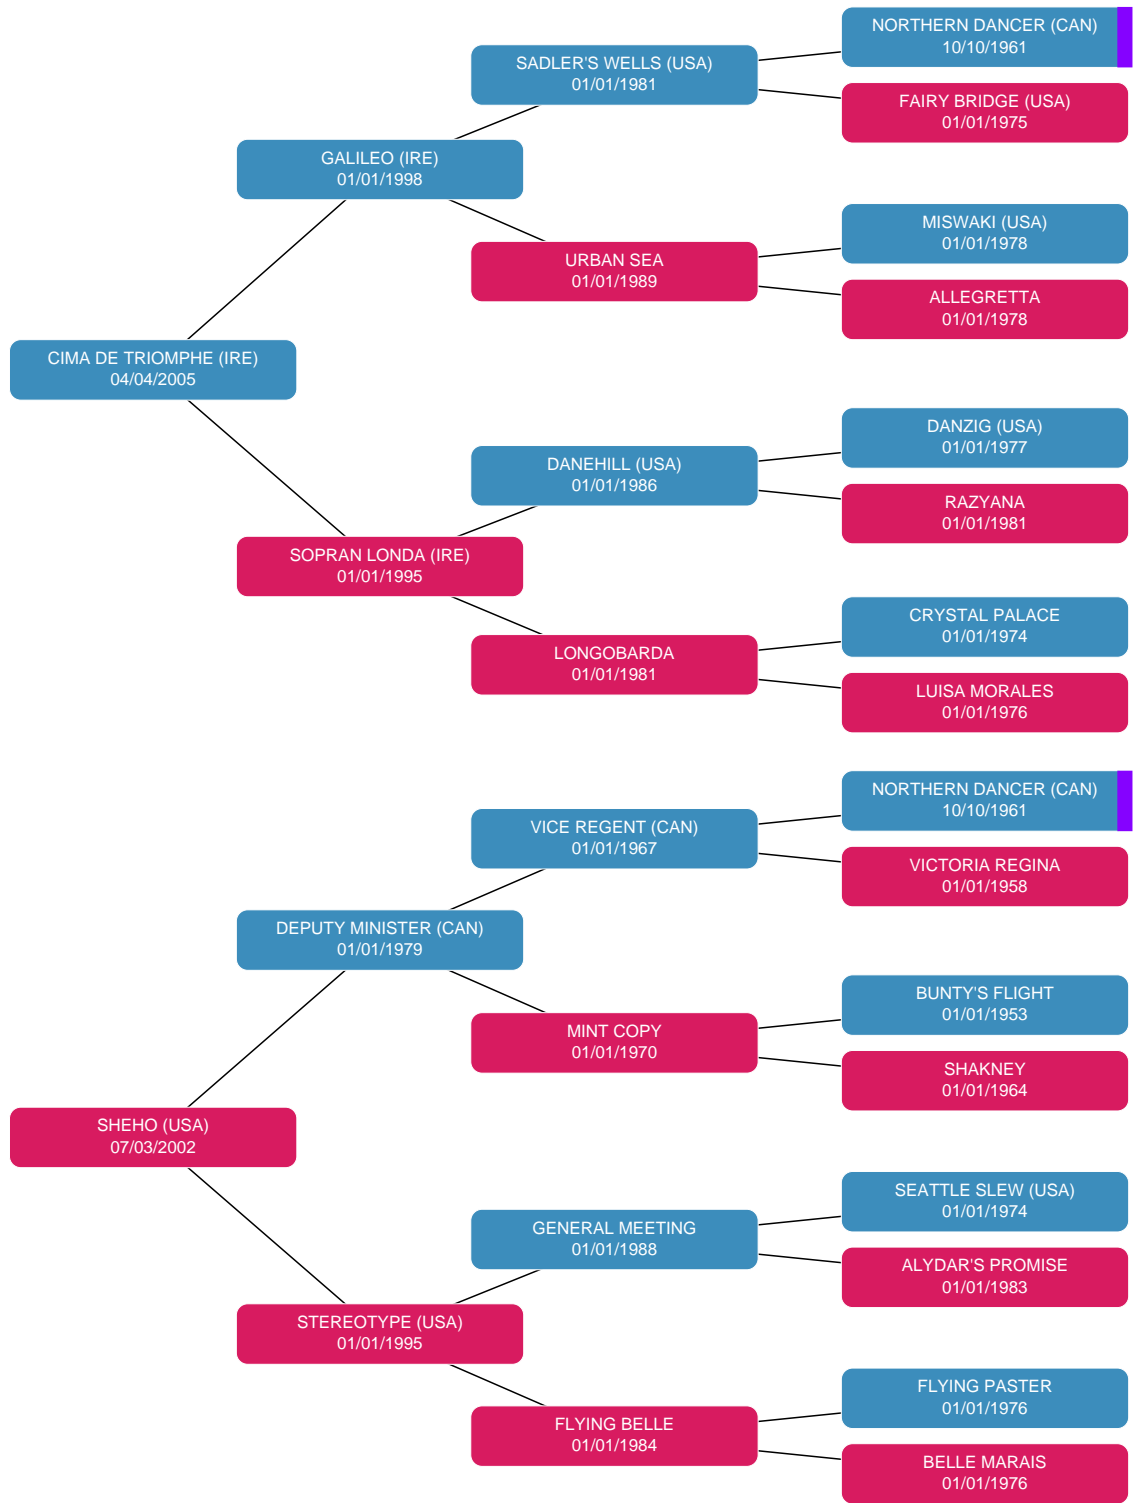 NORTHERN DANCER (CAN)
10/10/1961
SADLER'S WELLS (USA)
01/01/1981
FAIRY BRIDGE (USA)
01/01/1975
GALILEO (IRE)
01/01/1998
MISWAKI (USA)
01/01/1978
URBAN SEA
01/01/1989
ALLEGRETTA
01/01/1978
CIMA DE TRIOMPHE (IRE)
04/04/2005
DANZIG (USA)
01/01/1977
DANEHILL (USA)
01/01/1986
RAZYANA
01/01/1981
SOPRAN LONDA (IRE)
01/01/1995
CRYSTAL PALACE
01/01/1974
LONGOBARDA
01/01/1981
LUISA MORALES
01/01/1976
NORTHERN DANCER (CAN)
10/10/1961
VICE REGENT (CAN)
01/01/1967
VICTORIA REGINA
01/01/1958
DEPUTY MINISTER (CAN)
01/01/1979
BUNTY'S FLIGHT
01/01/1953
MINT COPY
01/01/1970
SHAKNEY
01/01/1964
SHEHO (USA)
07/03/2002
SEATTLE SLEW (USA)
01/01/1974
GENERAL MEETING
01/01/1988
ALYDAR'S PROMISE
01/01/1983
STEREOTYPE (USA)
01/01/1995
FLYING PASTER
01/01/1976
FLYING BELLE
01/01/1984
BELLE MARAIS
01/01/1976